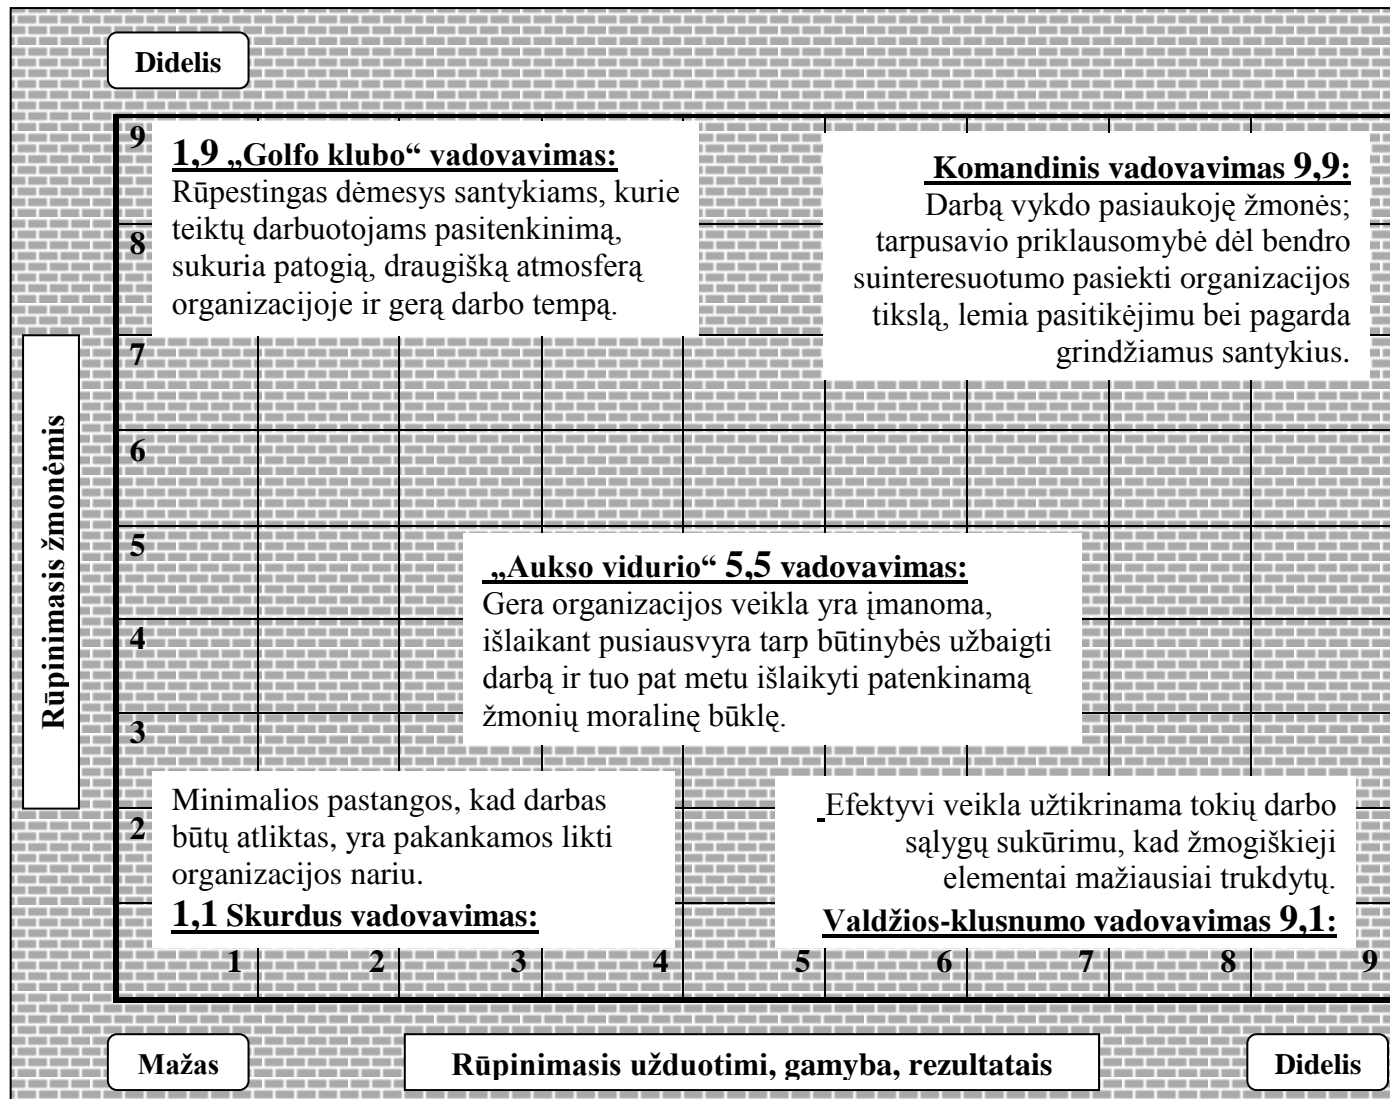 Didelis
9
1,9 „Golfo klubo“ vadovavimas:
Rūpestingas dėmesys santykiams, kurie
teiktų darbuotojams pasitenkinimą,
sukuria patogią, draugišką atmosferą
organizacijoje ir gerą darbo tempą.
Komandinis vadovavimas 9,9:
Darbą vykdo pasiaukoję žmonės;
tarpusavio priklausomybė dėl bendro
suinteresuotumo pasiekti organizacijos
tikslą, lemia pasitikėjimu bei pagarda
grindžiamus santykius.
8
7
6
5
Rūpinimasis žmonėmis
„Aukso vidurio“ 5,5 vadovavimas:
Gera organizacijos veikla yra įmanoma,
išlaikant pusiausvyra tarp būtinybės užbaigti
darbą ir tuo pat metu išlaikyti patenkinamą
žmonių moralinę būklę.
4
3
2
Minimalios pastangos, kad darbas
būtų atliktas, yra pakankamos likti
organizacijos nariu.
1,1 Skurdus vadovavimas:
Efektyvi veikla užtikrinama tokių darbo
sąlygų sukūrimu, kad žmogiškieji
elementai mažiausiai trukdytų.
Valdžios-klusnumo vadovavimas 9,1:
1 2 3 4 5 6 7 8 9
Mažas
Rūpinimasis užduotimi, gamyba, rezultatais
Didelis